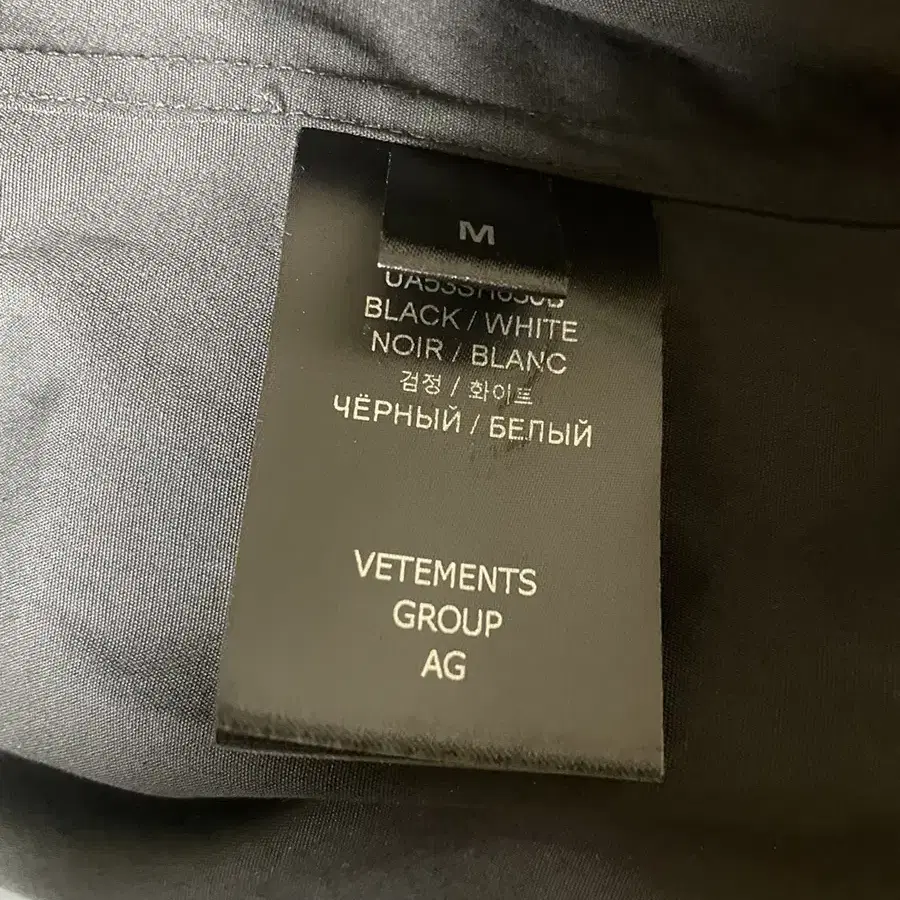 M
BLACK / WHITE
NOIR / BLANC
검정 / 화이트
ЧЁРНЫЙ / БЕЛЫЙ
VETEMENTS
GROUP
AG